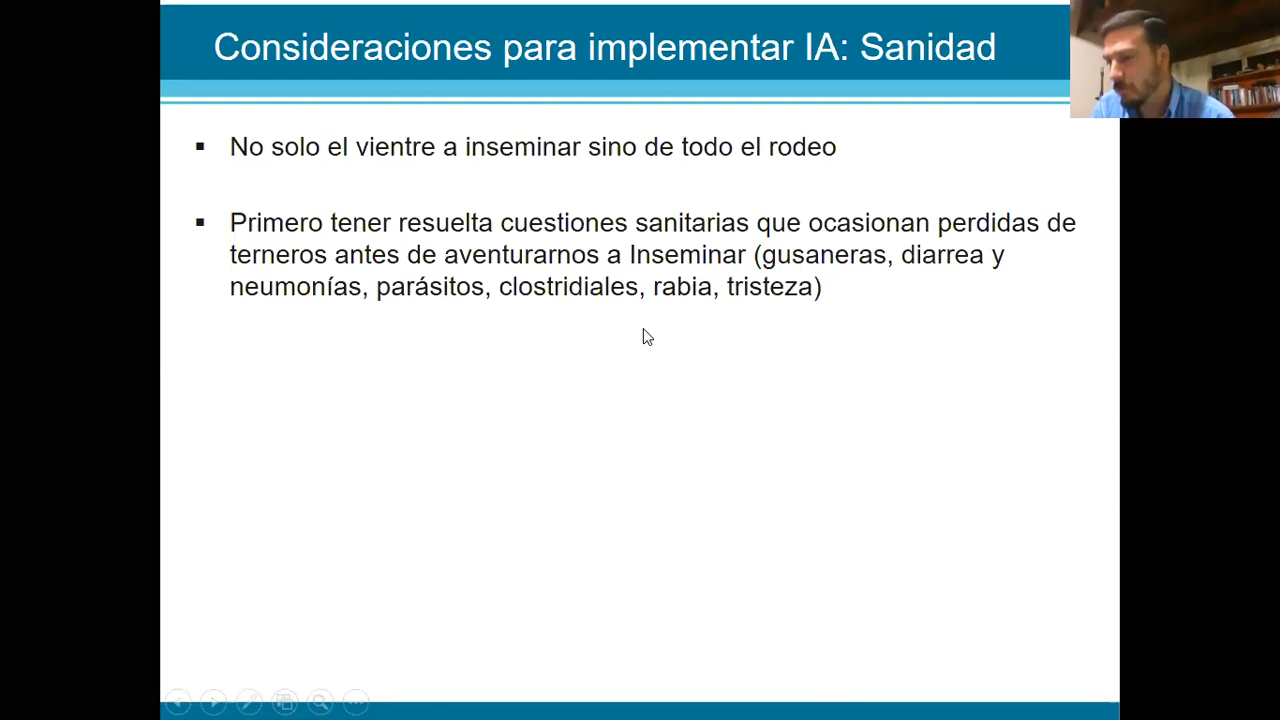 Consideraciones para implementar IA: Sanidad
▪ No solo el vientre a inseminar sino de todo el rodeo
▪ Primero tener resuelta cuestiones sanitarias que ocasionan perdidas de
terneros antes de aventurarnos a Inseminar (gusaneras, diarrea y
neumonías, parásitos, clostridiales, rabia, tristeza)